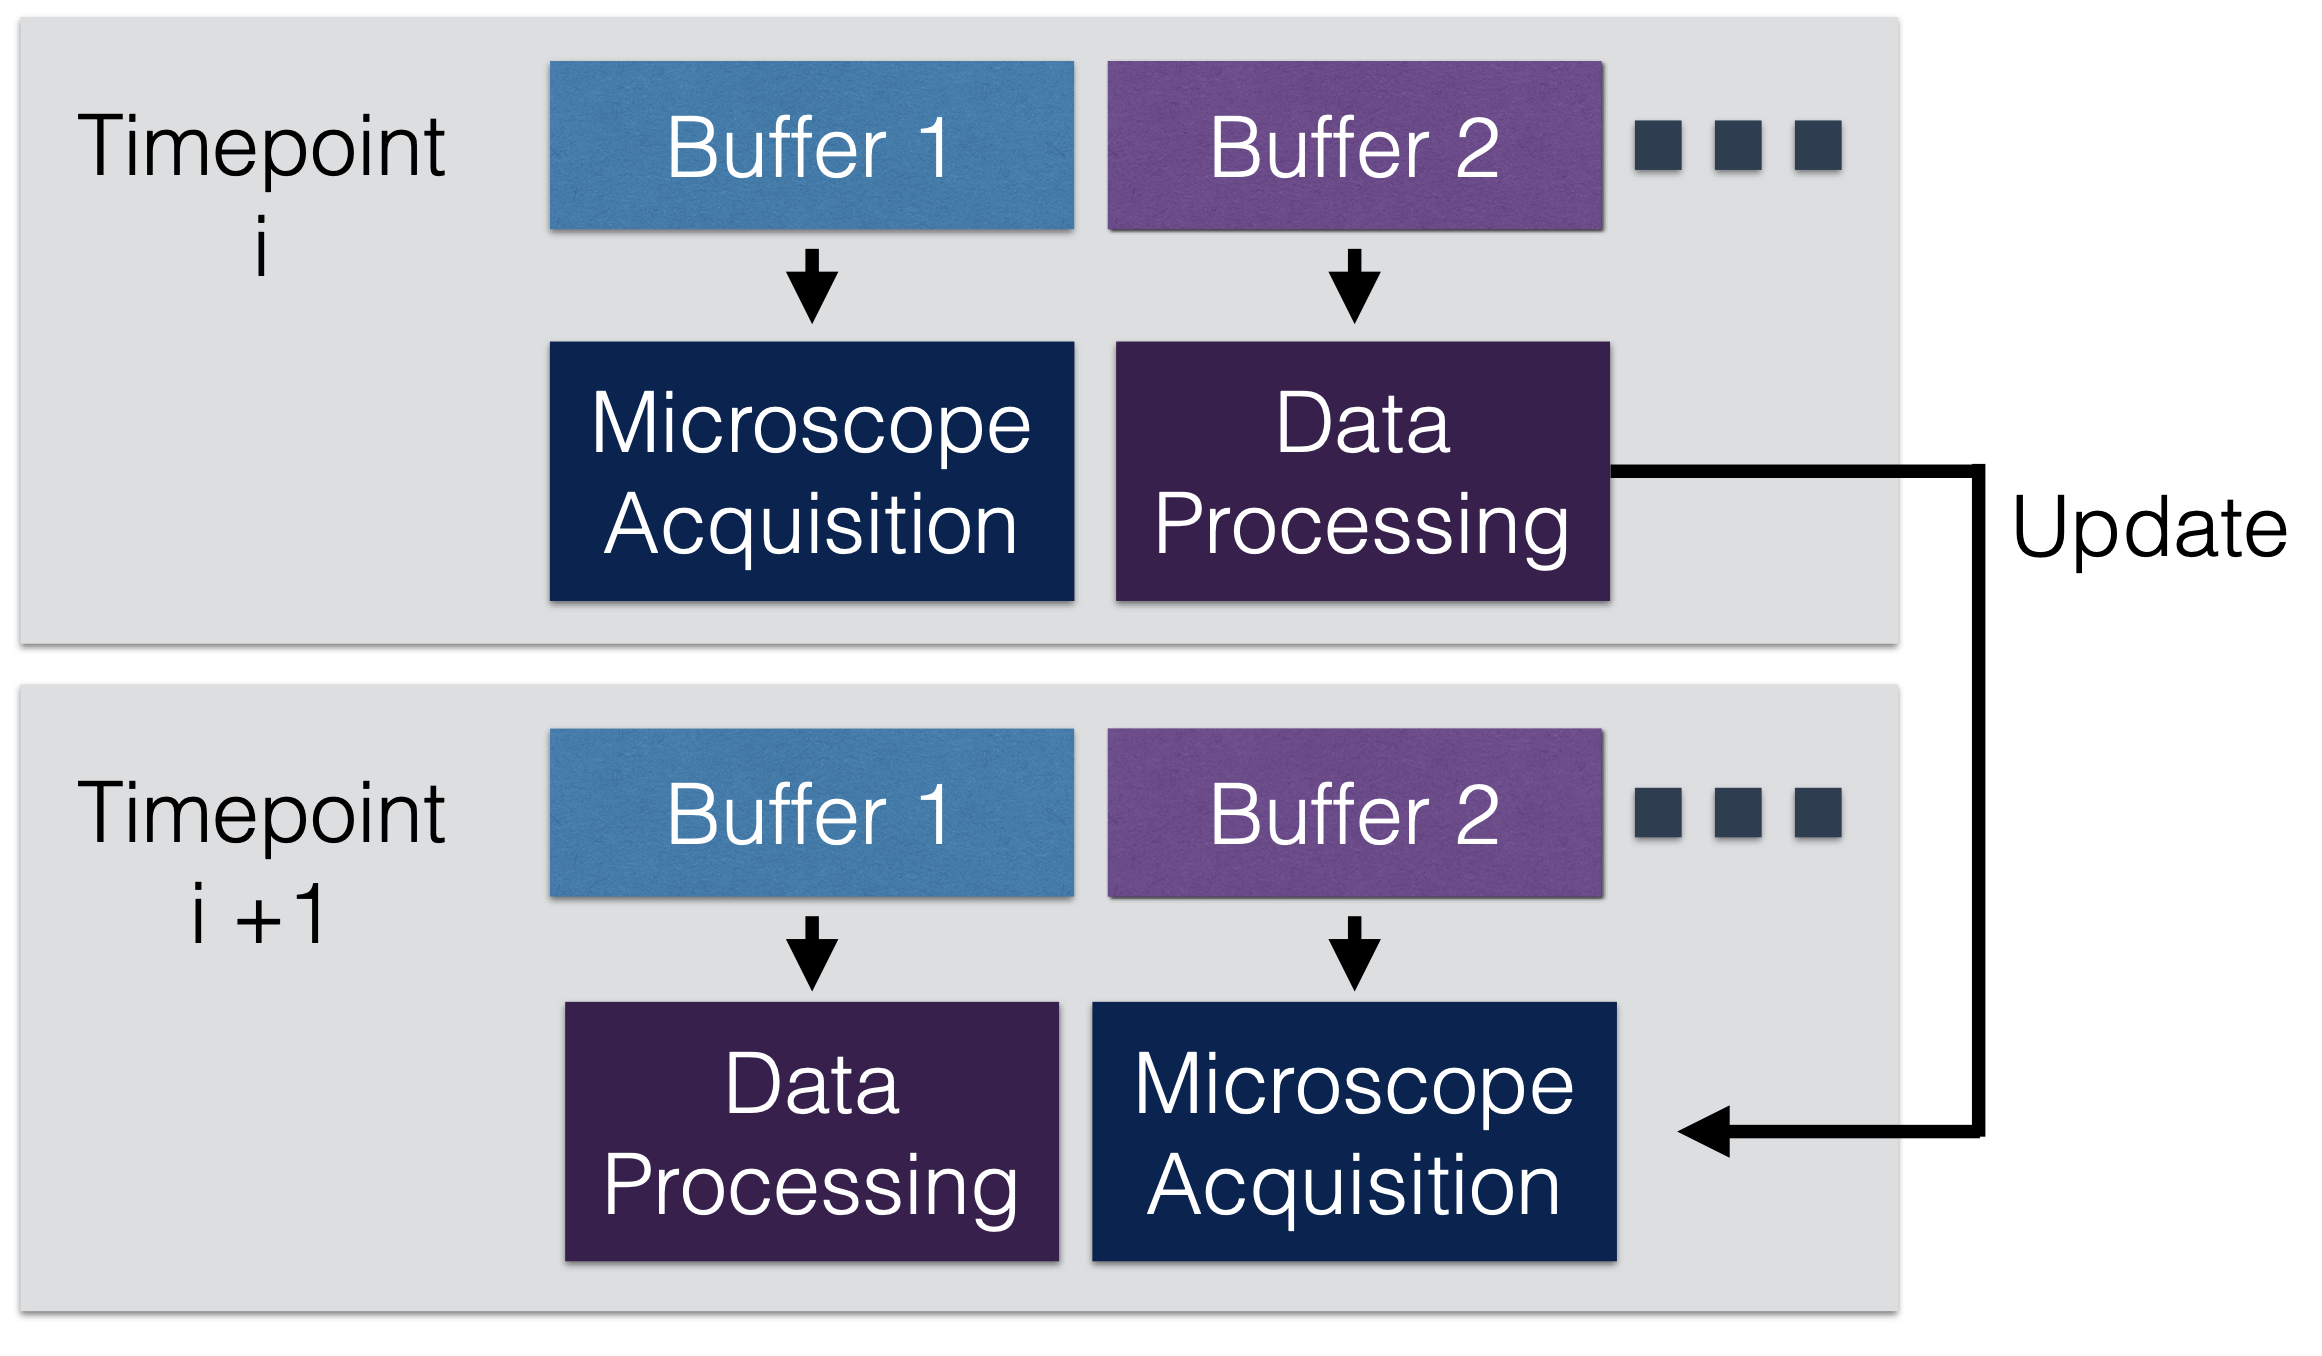 Timepoint
i
Buffer 1
Buffer 2
Microscope
Acquisition
Data
Processing
Update
Timepoint
i +1
Buffer 1
Buffer 2
Data
Processing
Microscope
Acquisition